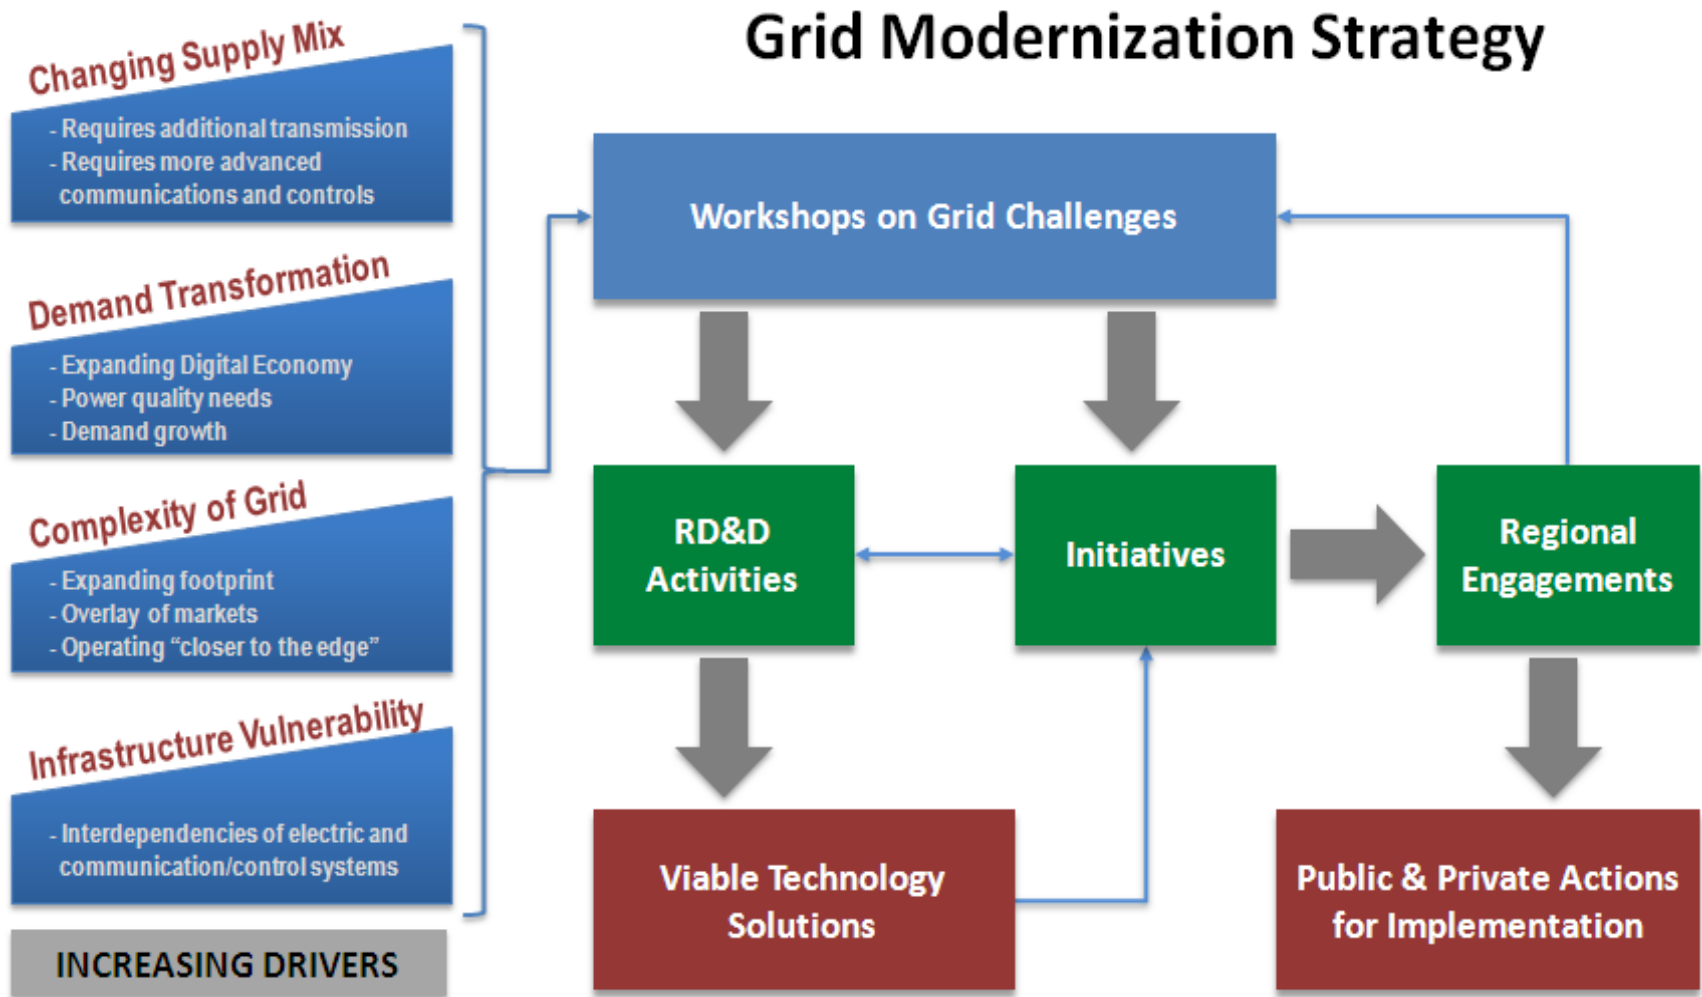 Grid Modernization Strategy
Changing Supply Mix
- Requires additional transmission
- Requires more advanced
communications and controls
Demand Transformation
- Expanding Digital Economy
- Power quality needs
- Demand growth
Complexity of Grid
- Expanding footprint
- Overlay of markets
- Operating “closer to the edge”
Infrastructure Vulnerability
- Interdependencies of electric and
communication/control systems
INCREASING DRIVERS
Workshops on Grid Challenges
RD&D
Activities
Initiatives
Regional
Engagements
Viable Technology
Solutions
Public & Private Actions
for Implementation